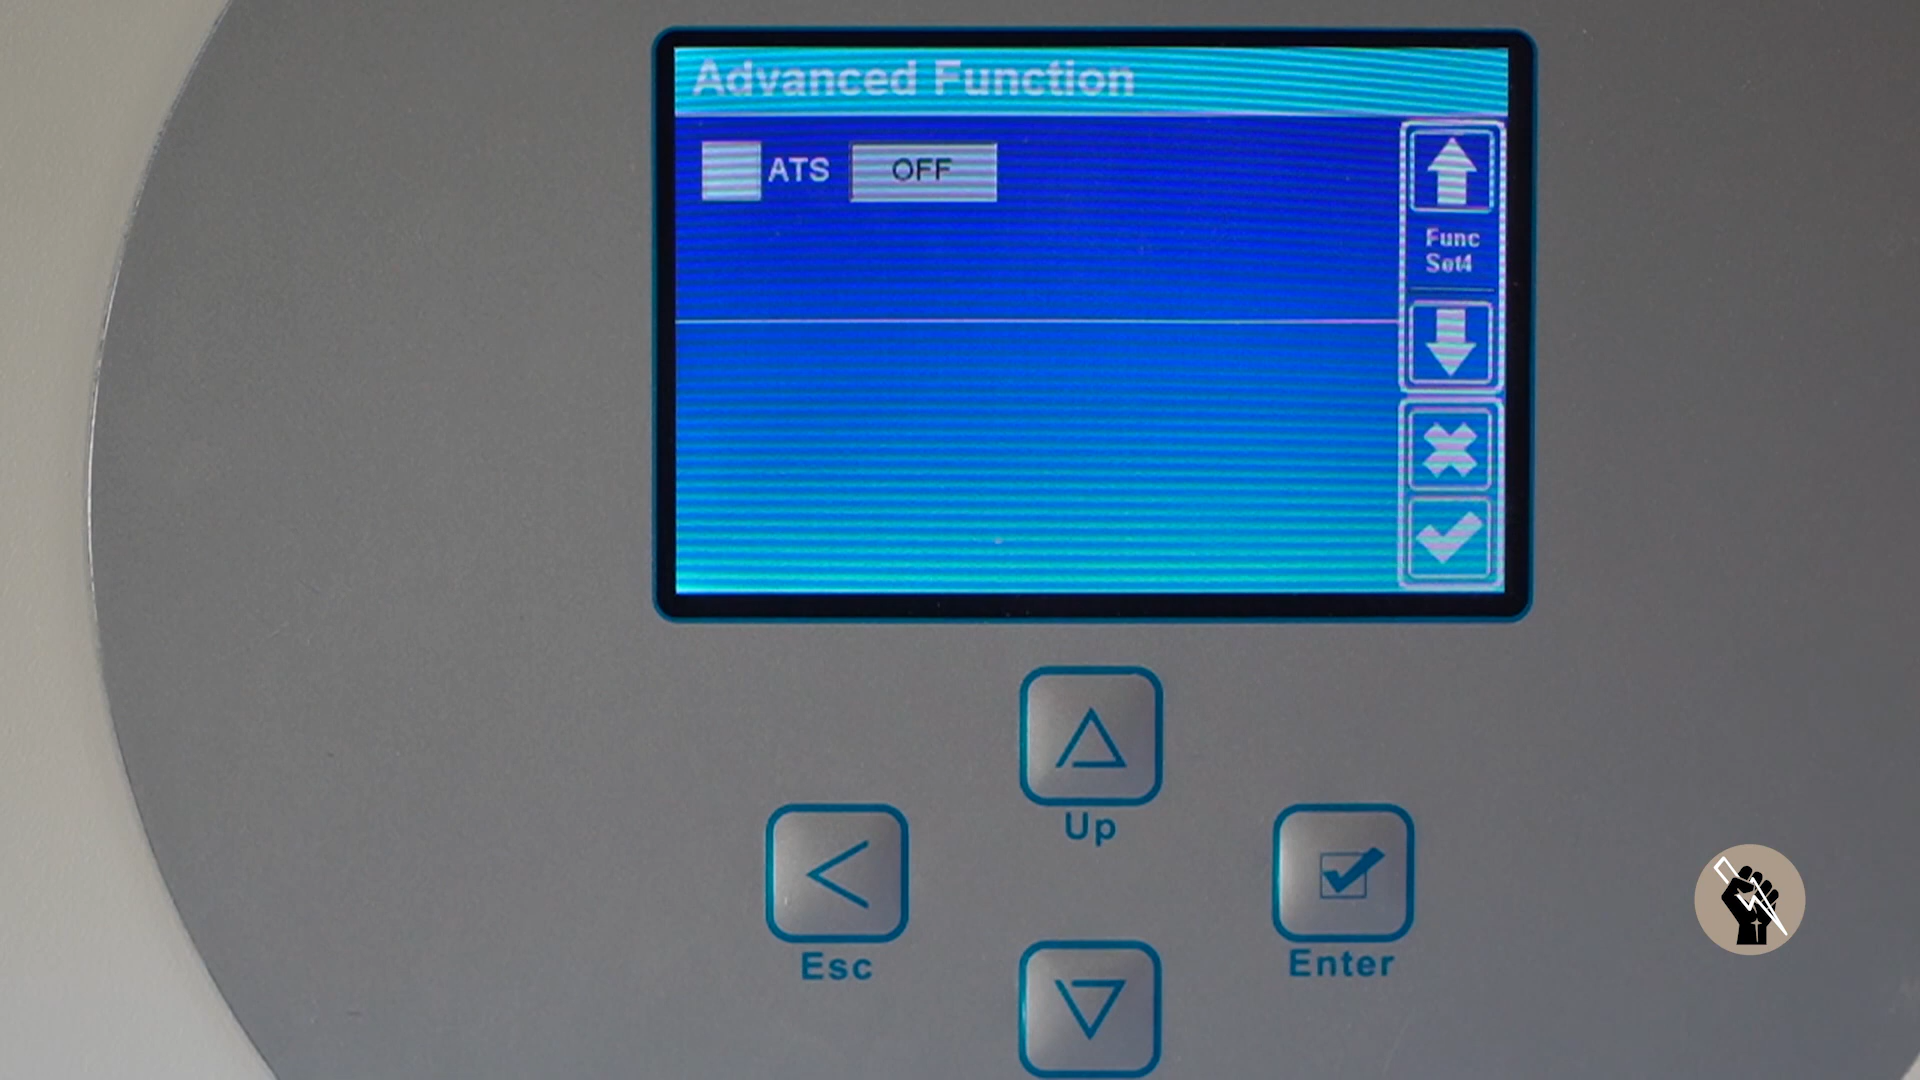 Advanced Function
ATS OFF
Func
Set4
Up
Esc
Enter